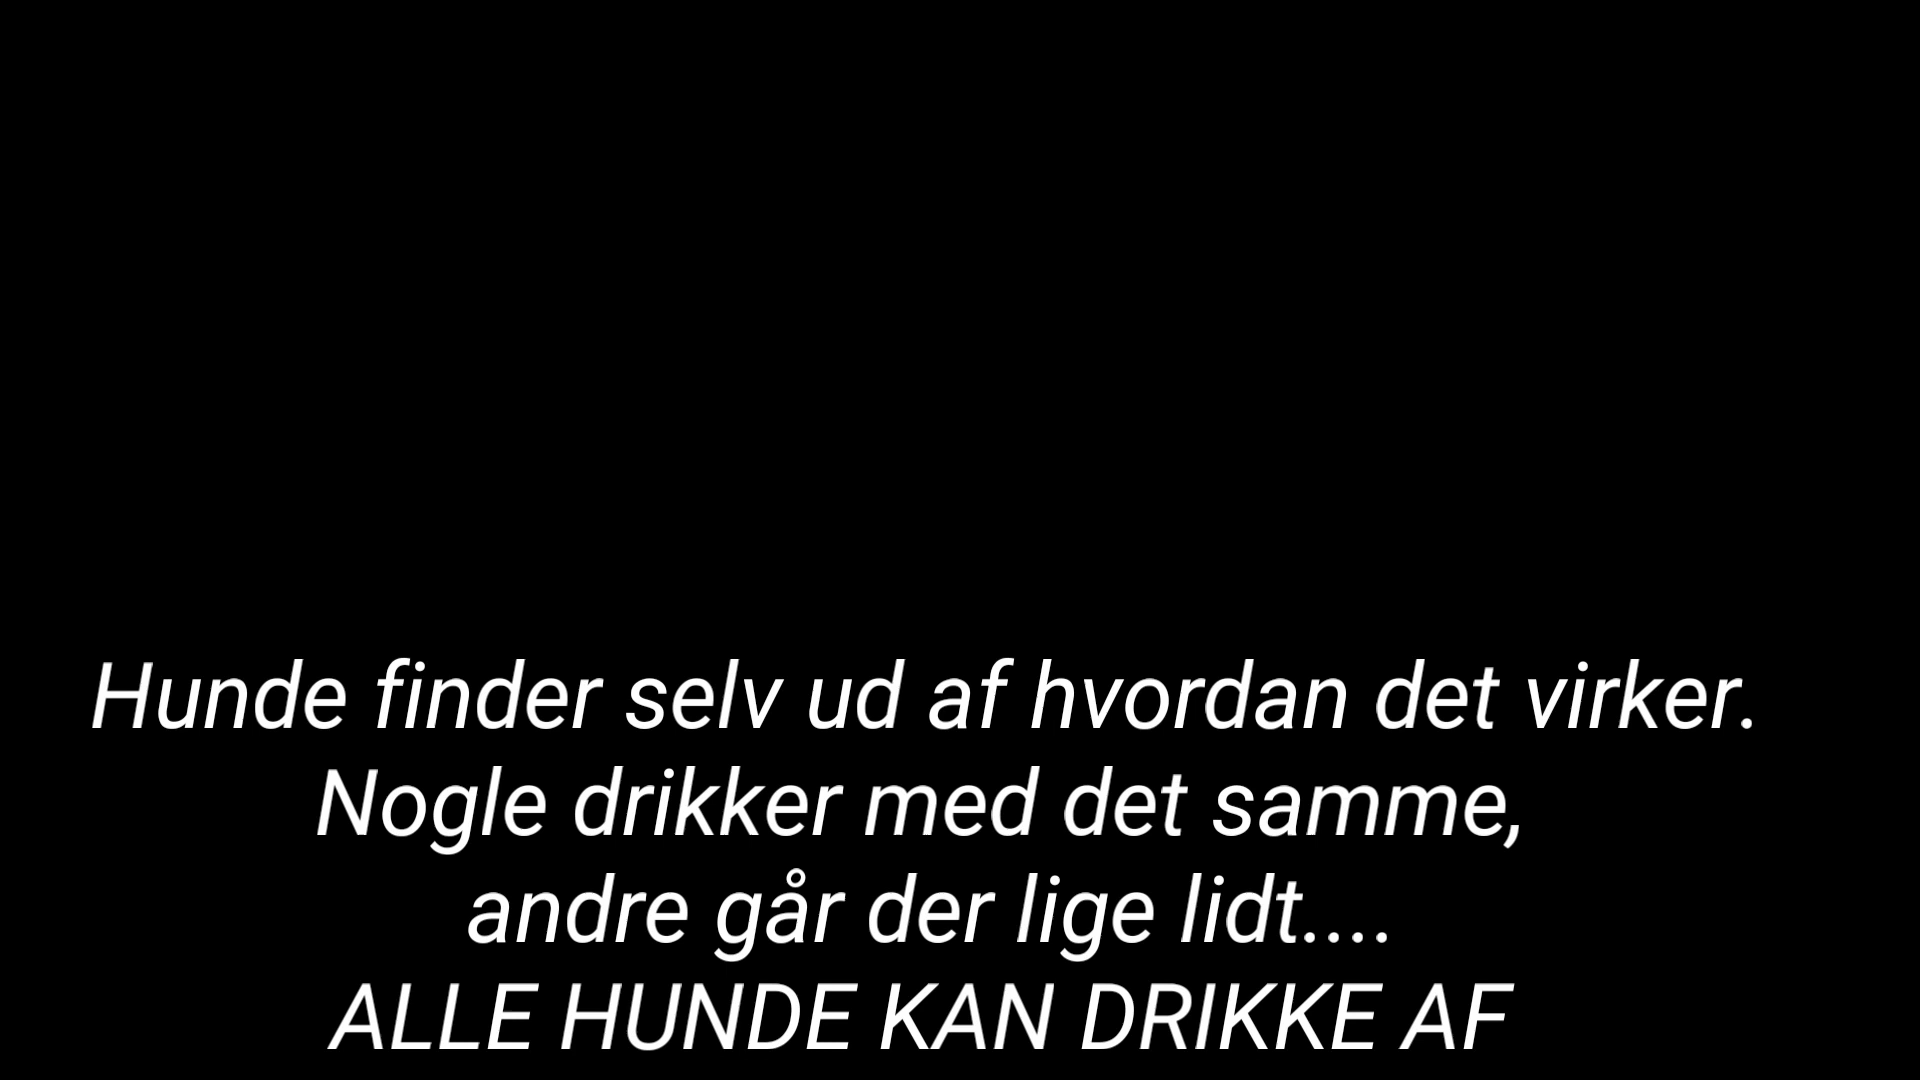 Hunde finder selv ud af hvordan det virker.
Nogle drikker med det samme,
andre går der lige lidt....
ALLE HUNDE KAN DRIKKE AF